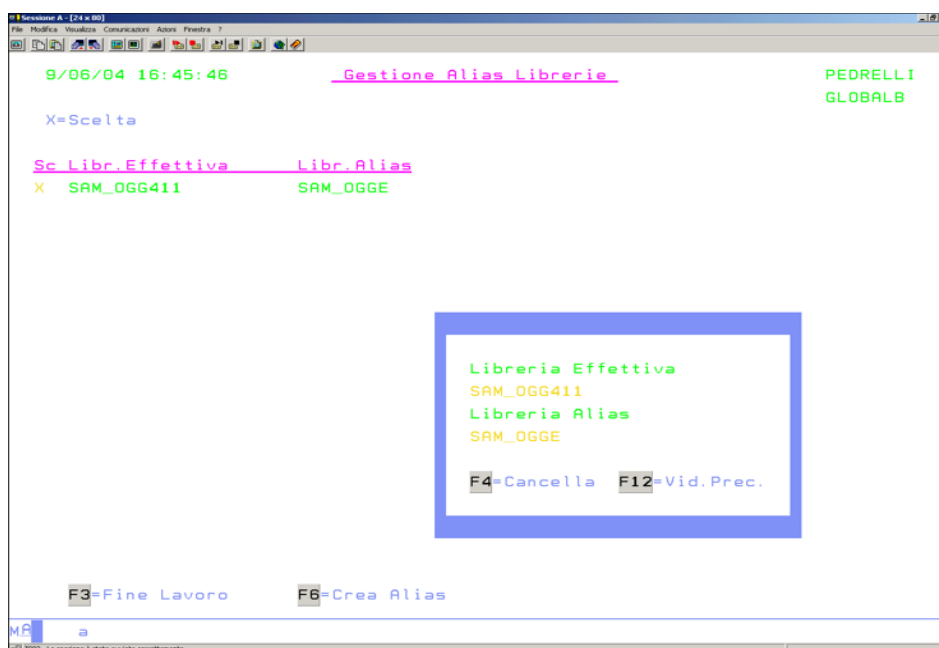 Sessione A - [24 x 80]
File Modifica Visualizza Comunicazioni Azioni Finestra ?
9/06/04 16:45:46 Gestione Alias Librerie PEDRELLI
GLOBALB
X=Scelta
Sc Libr.Effettiva Libr.Alias
X SAM_OGG411 SAM_OGGE
Libreria Effettiva
SAM_OGG411
Libreria Alias
SAM_OGGE
F4=Cancella F12=Vid.Prec.
F3=Fine Lavoro F6=Crea Alias
MA a